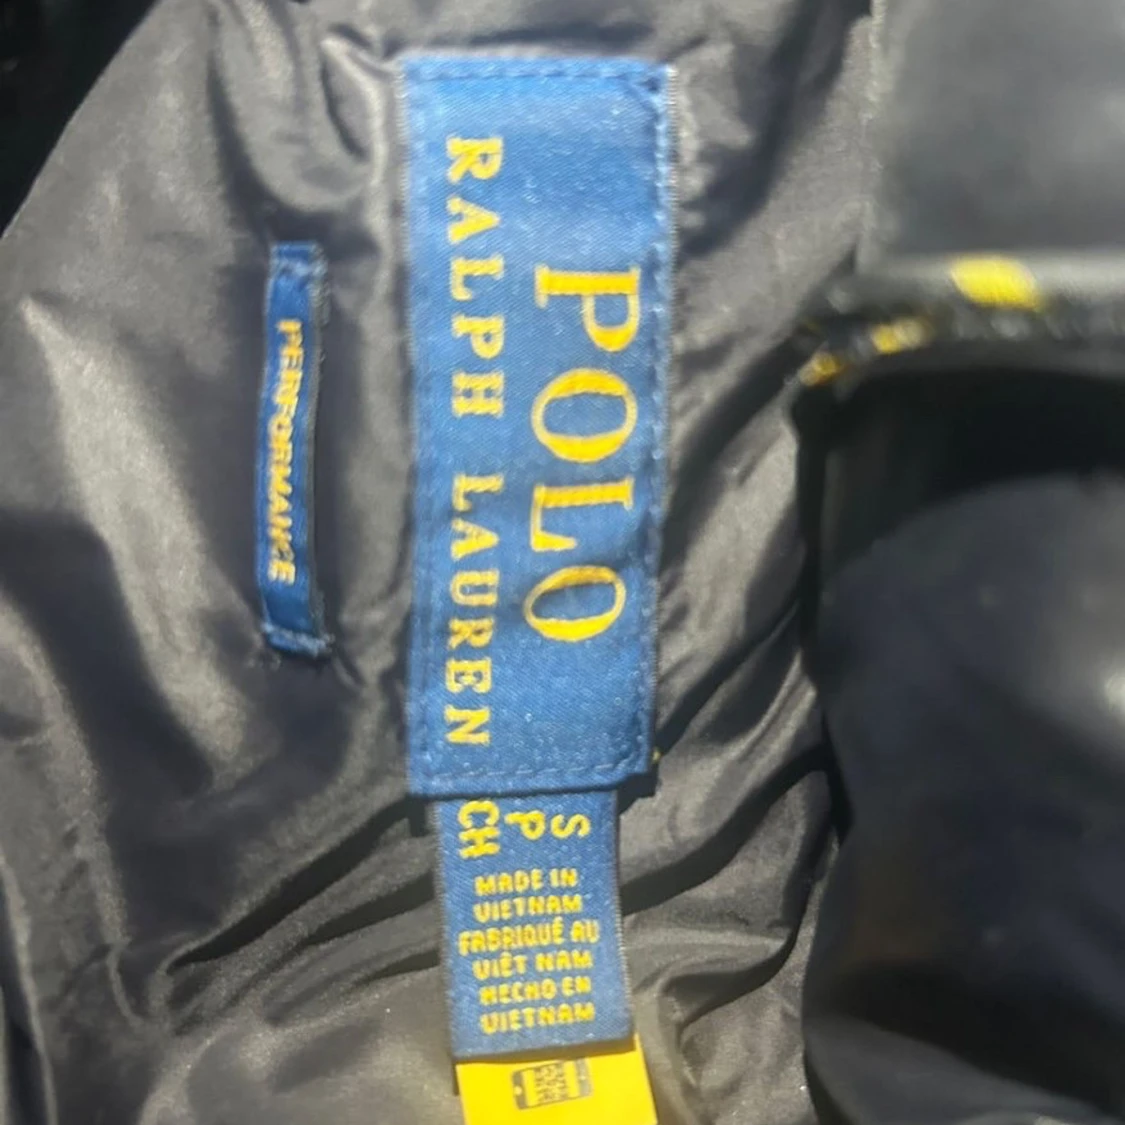 POLO
RALPH LAUREN
PERFORMANCE
S
P
CH
MADE IN
VIETNAM
FABRIQUÉ AU
VIÊT NAM
HECHO EN
VIETNAM